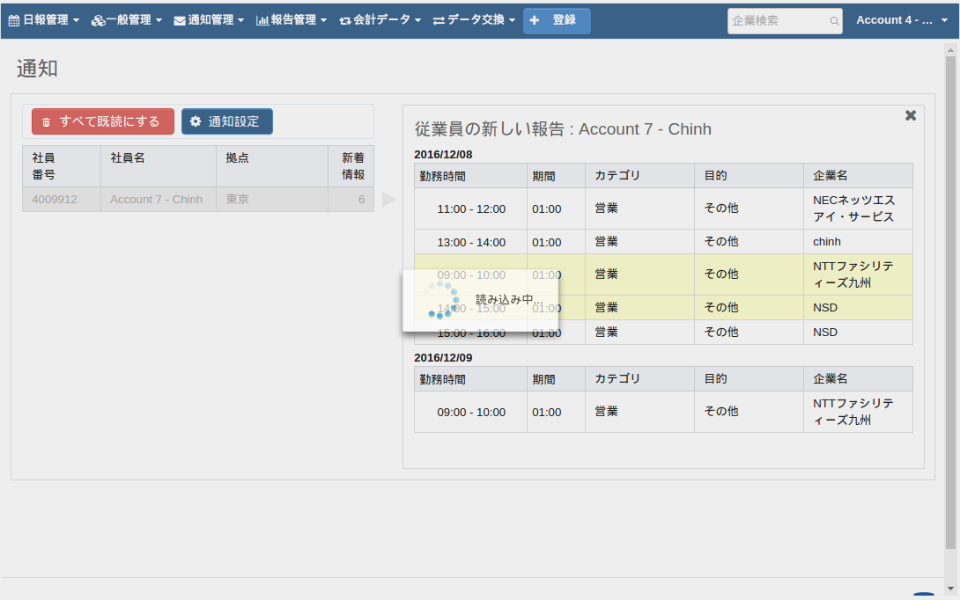 日報管理 一般管理 通知管理 報告管理 会計データ データ交換 登録 企業検索 Account 4 - ...
通知
すべて既読にする 通知設定
社員番号 社員名 拠点 新着情報
4009912 Account 7 - Chinh 東京 6
従業員の新しい報告 : Account 7 - Chinh
2016/12/08
勤務時間 期間 カテゴリ 目的 企業名
11:00 - 12:00 01:00 営業 その他 NECネッツエスアイ・サービス
13:00 - 14:00 01:00 営業 その他 chinh
09:00 - 10:00 01:00 営業 その他 NTTファシリティーズ九州
読み込み中...
14:00 - 15:00 01:00 営業 その他 NSD
15:00 - 16:00 01:00 営業 その他 NSD
2016/12/09
勤務時間 期間 カテゴリ 目的 企業名
09:00 - 10:00 01:00 営業 その他 NTTファシリティーズ九州